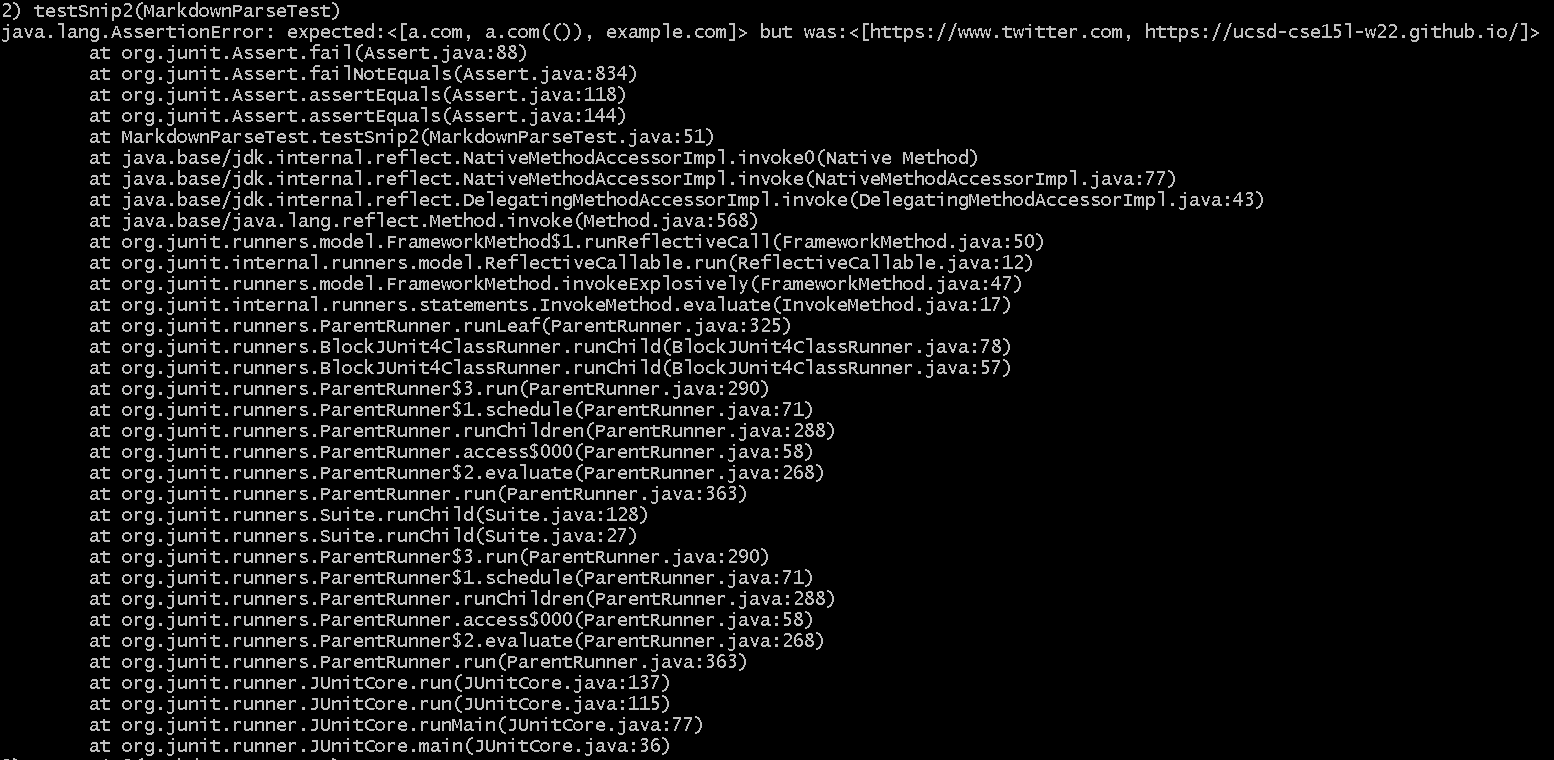 2) testSnip2(MarkdownParseTest)
java.lang.AssertionError: expected:<[a.com, a.com(()), example.com]> but was:<[https://www.twitter.com, https://ucsd-cse15l-w22.github.io/]>
at org.junit.Assert.fail(Assert.java:88)
at org.junit.Assert.failNotEquals(Assert.java:834)
at org.junit.Assert.assertEquals(Assert.java:118)
at org.junit.Assert.assertEquals(Assert.java:144)
at MarkdownParseTest.testSnip2(MarkdownParseTest.java:51)
at java.base/jdk.internal.reflect.NativeMethodAccessorImpl.invoke0(Native Method)
at java.base/jdk.internal.reflect.NativeMethodAccessorImpl.invoke(NativeMethodAccessorImpl.java:77)
at java.base/jdk.internal.reflect.DelegatingMethodAccessorImpl.invoke(DelegatingMethodAccessorImpl.java:43)
at java.base/java.lang.reflect.Method.invoke(Method.java:568)
at org.junit.runners.model.FrameworkMethod$1.runReflectiveCall(FrameworkMethod.java:50)
at org.junit.internal.runners.model.ReflectiveCallable.run(ReflectiveCallable.java:12)
at org.junit.runners.model.FrameworkMethod.invokeExplosively(FrameworkMethod.java:47)
at org.junit.internal.runners.statements.InvokeMethod.evaluate(InvokeMethod.java:17)
at org.junit.runners.ParentRunner.runLeaf(ParentRunner.java:325)
at org.junit.runners.BlockJUnit4ClassRunner.runChild(BlockJUnit4ClassRunner.java:78)
at org.junit.runners.BlockJUnit4ClassRunner.runChild(BlockJUnit4ClassRunner.java:57)
at org.junit.runners.ParentRunner$3.run(ParentRunner.java:290)
at org.junit.runners.ParentRunner$1.schedule(ParentRunner.java:71)
at org.junit.runners.ParentRunner.runChildren(ParentRunner.java:288)
at org.junit.runners.ParentRunner.access$000(ParentRunner.java:58)
at org.junit.runners.ParentRunner$2.evaluate(ParentRunner.java:268)
at org.junit.runners.ParentRunner.run(ParentRunner.java:363)
at org.junit.runners.Suite.runChild(Suite.java:128)
at org.junit.runners.Suite.runChild(Suite.java:27)
at org.junit.runners.ParentRunner$3.run(ParentRunner.java:290)
at org.junit.runners.ParentRunner$1.schedule(ParentRunner.java:71)
at org.junit.runners.ParentRunner.runChildren(ParentRunner.java:288)
at org.junit.runners.ParentRunner.access$000(ParentRunner.java:58)
at org.junit.runners.ParentRunner$2.evaluate(ParentRunner.java:268)
at org.junit.runners.ParentRunner.run(ParentRunner.java:363)
at org.junit.runner.JUnitCore.run(JUnitCore.java:137)
at org.junit.runner.JUnitCore.run(JUnitCore.java:115)
at org.junit.runner.JUnitCore.runMain(JUnitCore.java:77)
at org.junit.runner.JUnitCore.main(JUnitCore.java:36)